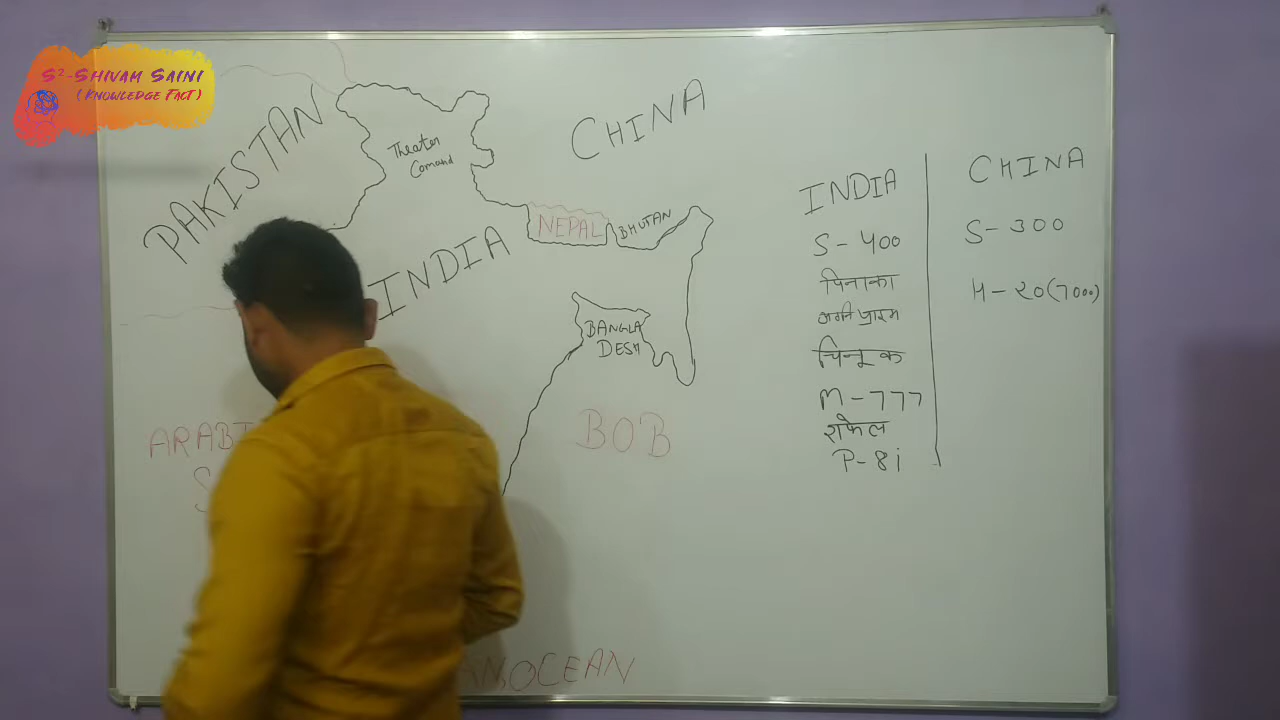 S²-SHIVAM SAINI
(KNOWLEDGE FACT)
PAKISTAN
Theater
Comand
CHINA
NEPAL
BHUTAN
INDIA
BANGLA
DESH
BOB
ARABI
S
OCEAN
INDIA
S-400
पिनाका
अग्नि प्राइम
चिनूक
M-777
राफेल
P-8i
CHINA
S-300
H-20(7000)